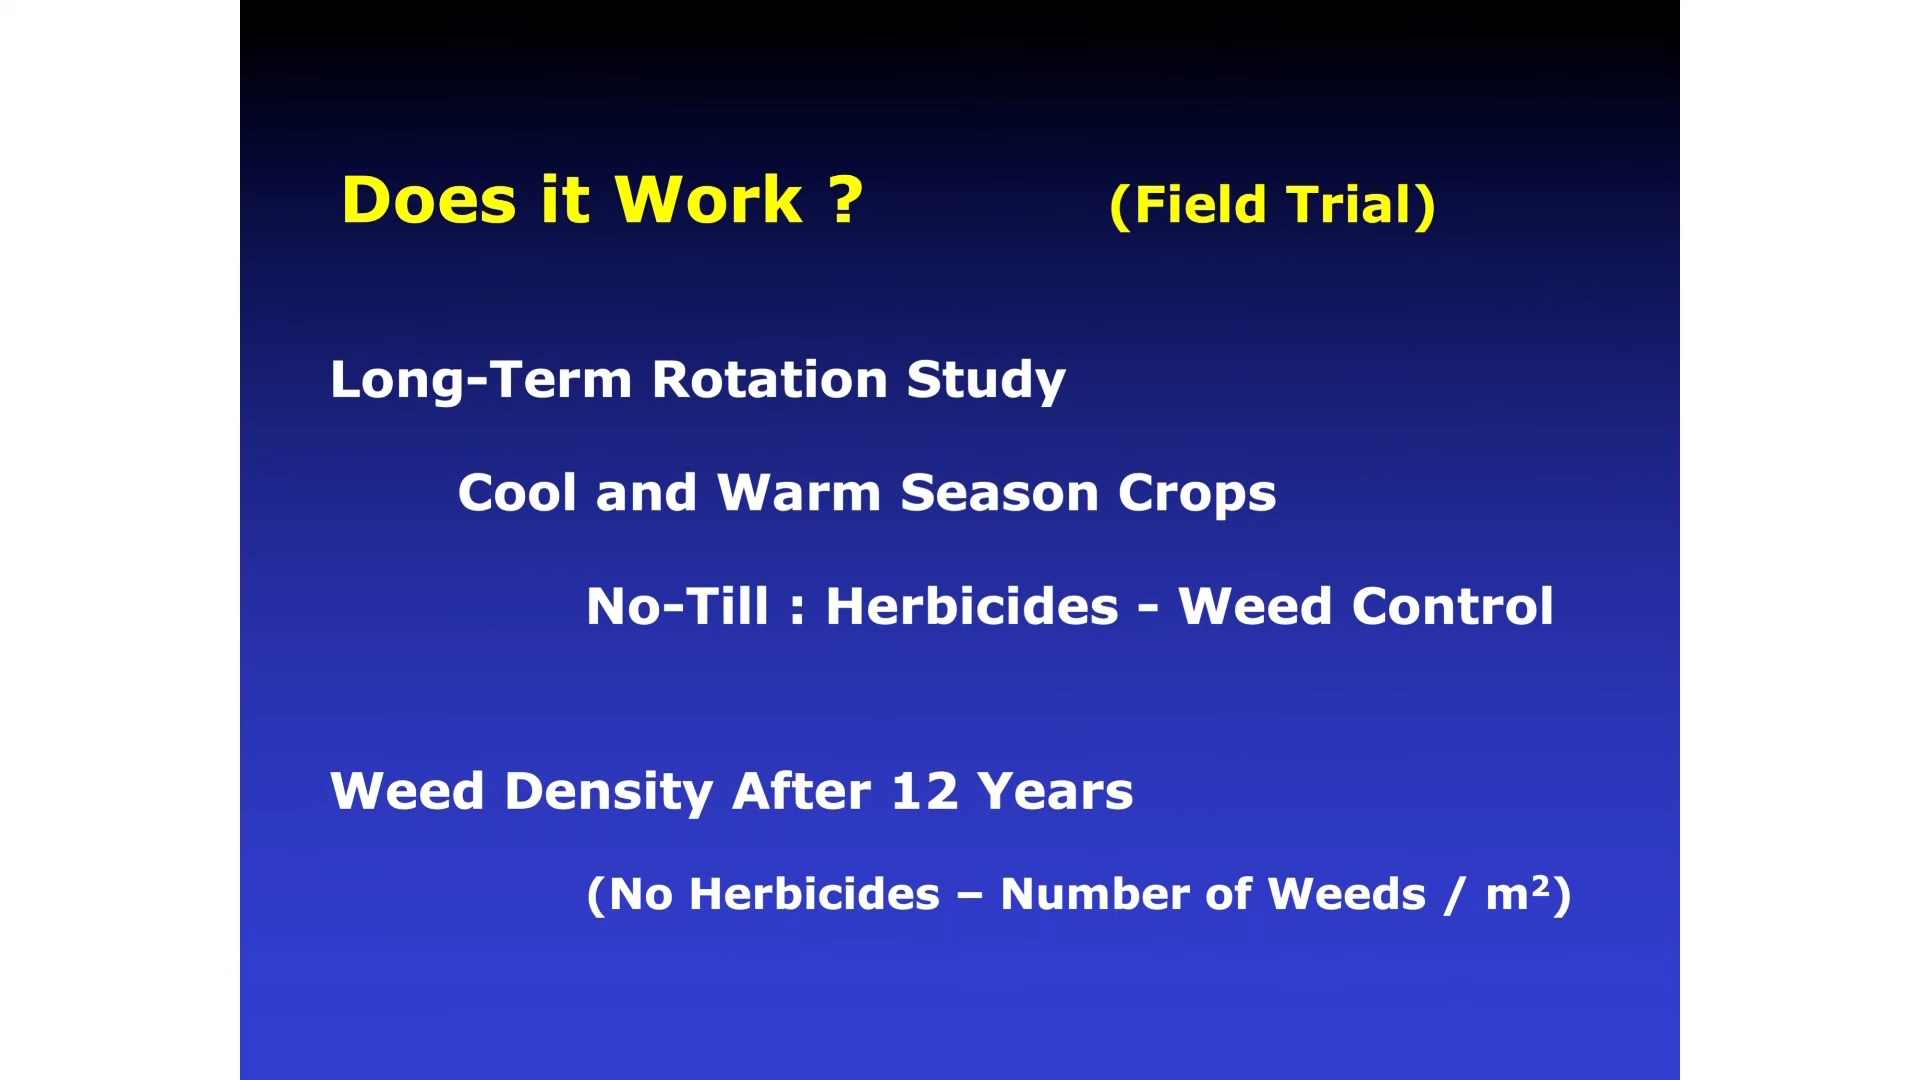 Does it Work ? (Field Trial)
Long-Term Rotation Study
Cool and Warm Season Crops
No-Till : Herbicides - Weed Control
Weed Density After 12 Years
(No Herbicides – Number of Weeds / m²)